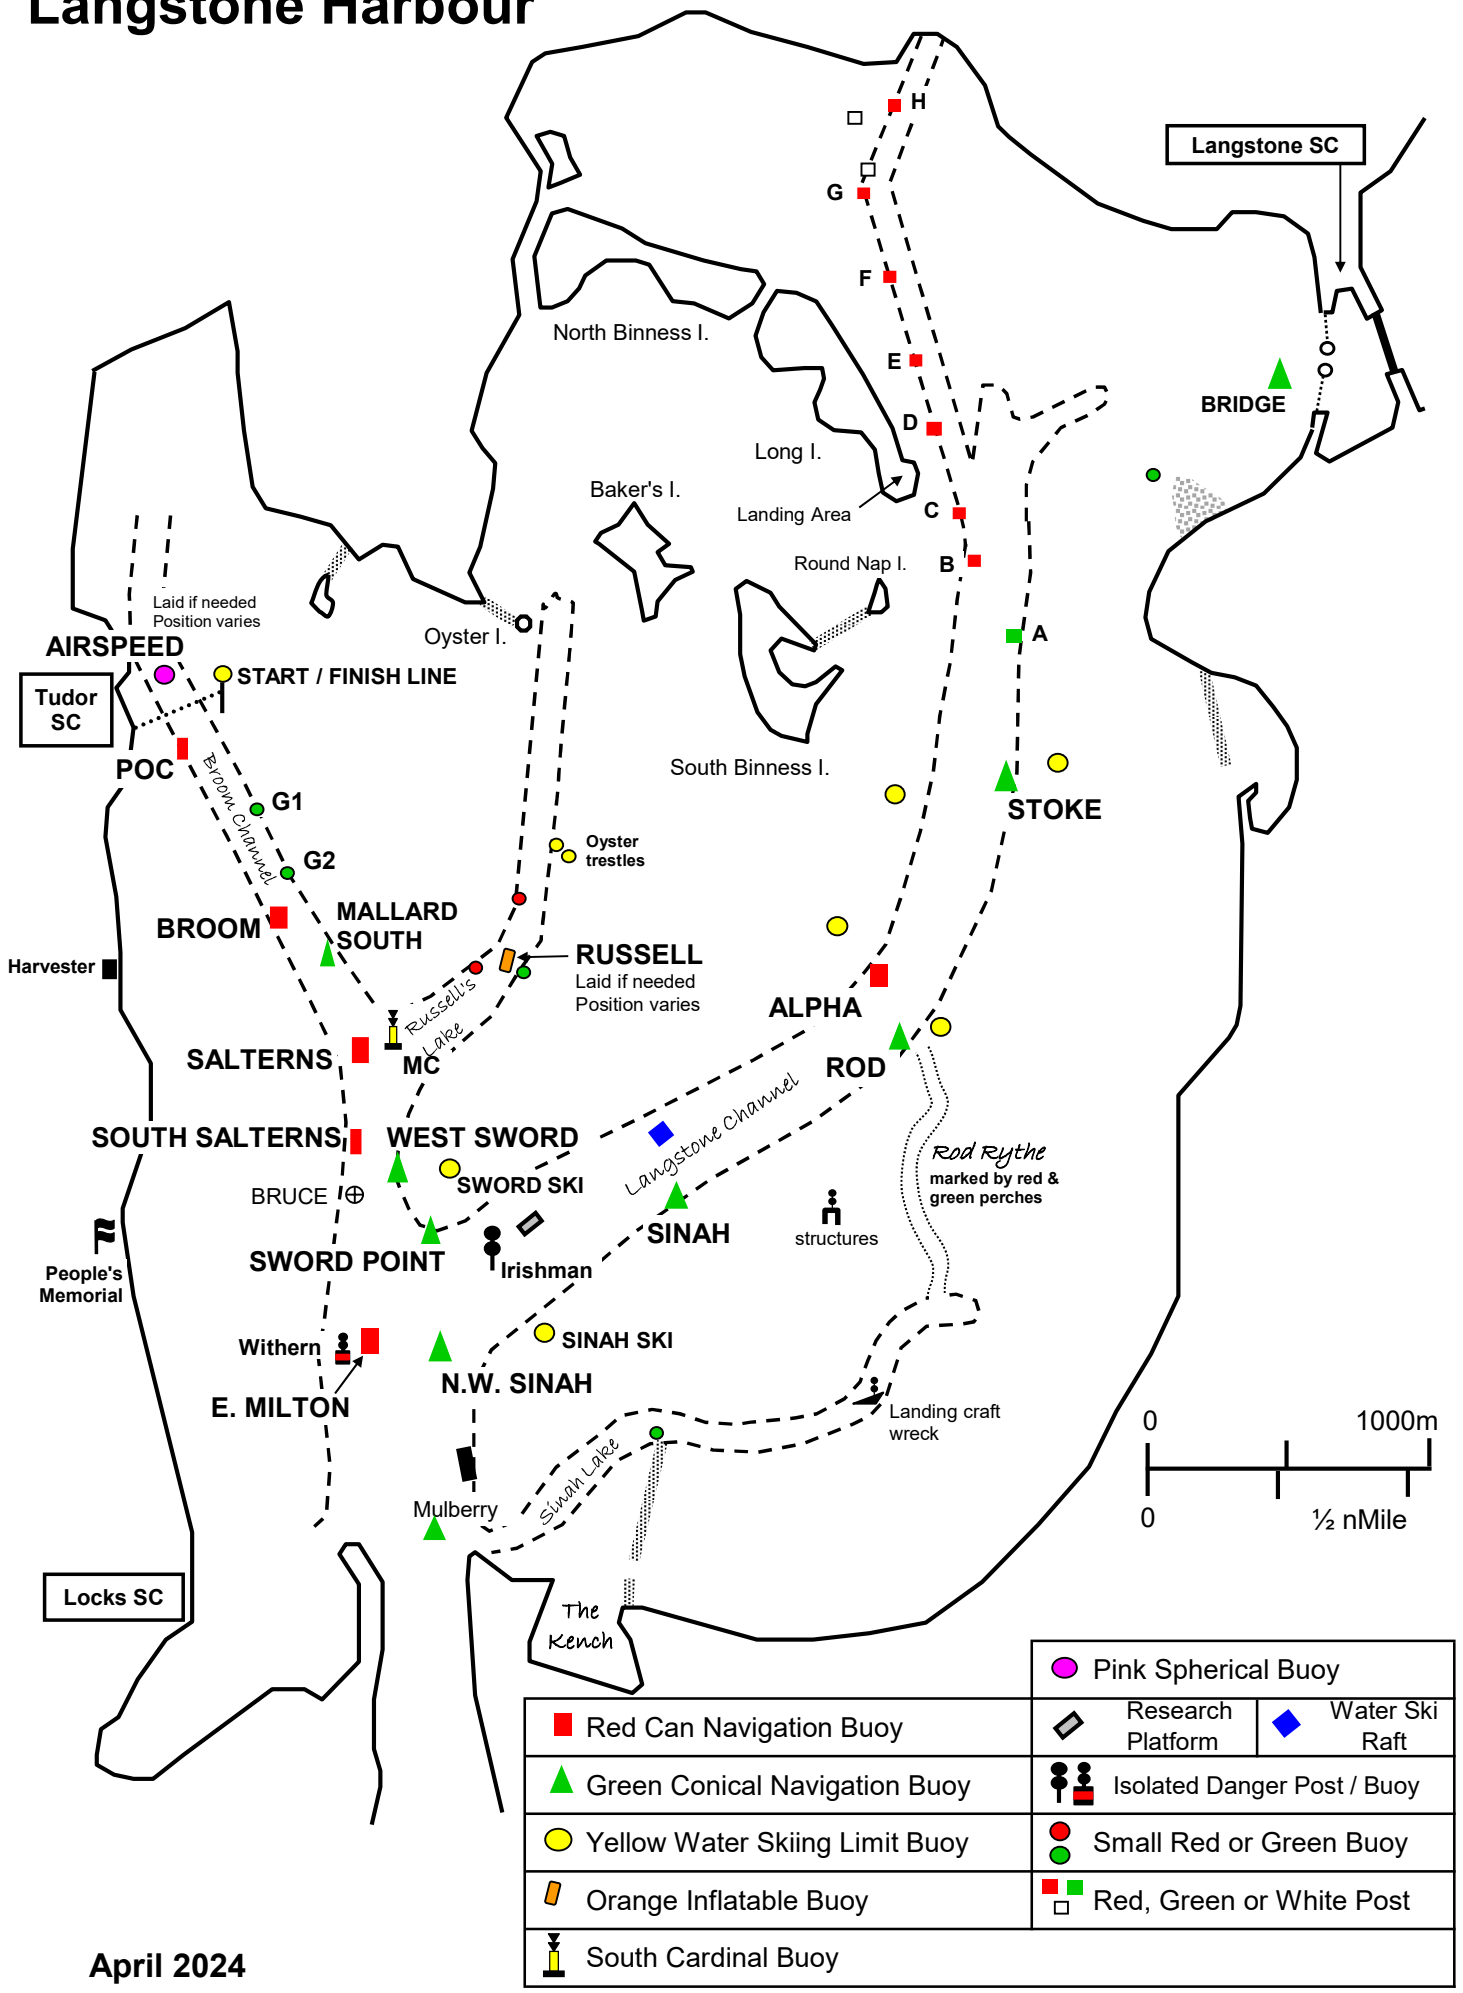 Langstone Harbour
H
Langstone SC
G
F
North Binness I.
E
BRIDGE
D
Long I.
Baker's I.
Landing Area
C
Round Nap I.
B
Laid if needed
Position varies
Oyster I.
A
AIRSPEED
START / FINISH LINE
Tudor
SC
POC
Broom Channel
South Binness I.
G1
STOKE
Oyster
trestles
G2
MALLARD
SOUTH
BROOM
RUSSELL
Laid if needed
Position varies
Harvester
Russell's
Lake
ALPHA
MC
SALTERNS
ROD
Langstone Channel
SOUTH SALTERNS
WEST SWORD
Rod Rythe
marked by red &
green perches
SWORD SKI
BRUCE
SINAH
structures
SWORD POINT
Irishman
People's
Memorial
Withern
SINAH SKI
N.W. SINAH
E. MILTON
Landing craft
wreck
0
1000m
Sinah Lake
Mulberry
0
½ nMile
Locks SC
The
Kench
Pink Spherical Buoy
Red Can Navigation Buoy
Research
Platform
Water Ski
Raft
Green Conical Navigation Buoy
Isolated Danger Post / Buoy
Yellow Water Skiing Limit Buoy
Small Red or Green Buoy
Orange Inflatable Buoy
Red, Green or White Post
South Cardinal Buoy
April 2024